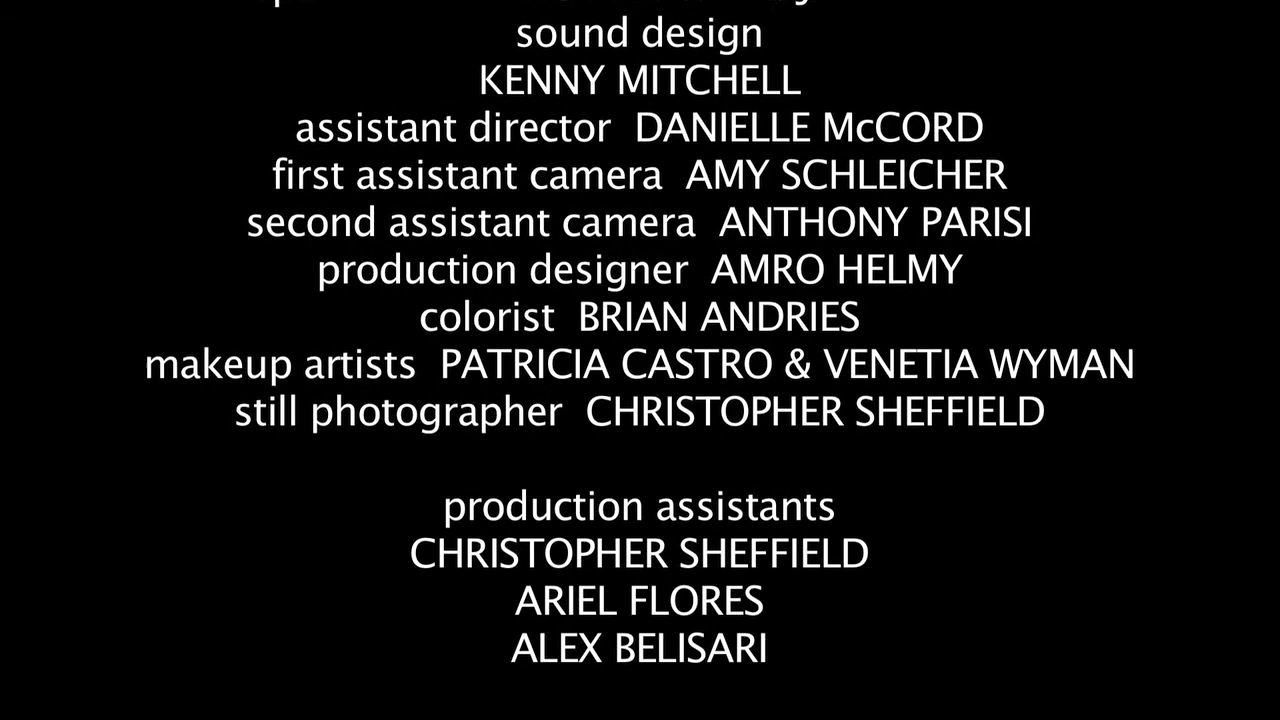 sound design
KENNY MITCHELL
assistant director DANIELLE McCORD
first assistant camera AMY SCHLEICHER
second assistant camera ANTHONY PARISI
production designer AMRO HELMY
colorist BRIAN ANDRIES
makeup artists PATRICIA CASTRO & VENETIA WYMAN
still photographer CHRISTOPHER SHEFFIELD
production assistants
CHRISTOPHER SHEFFIELD
ARIEL FLORES
ALEX BELISARI